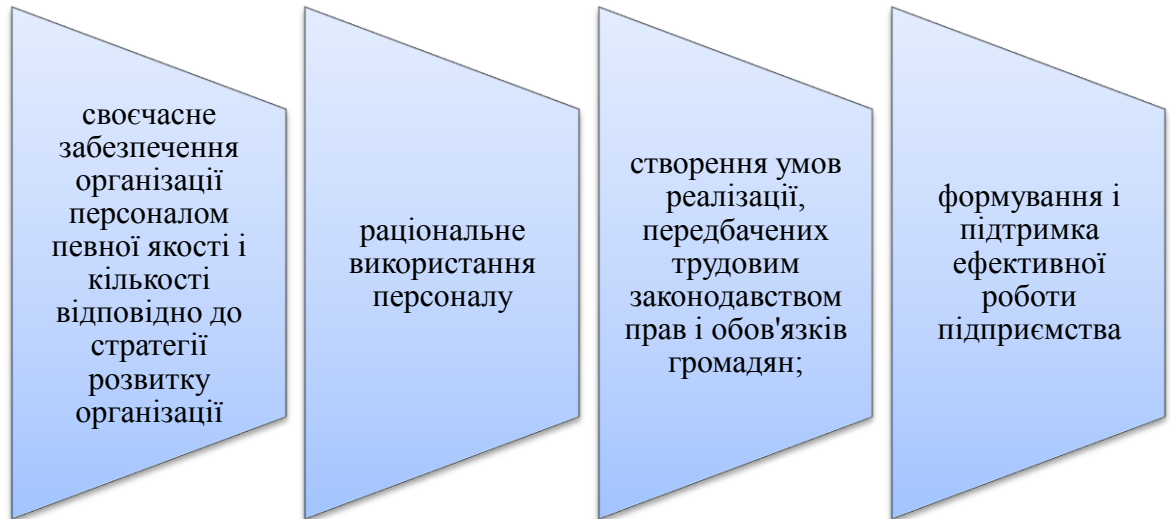 своєчасне
забезпечення
організації
персоналом
певної якості і
кількості
відповідно до
стратегії
розвитку
організації
раціональне
використання
персоналу
створення умов
реалізації,
передбачених
трудовим
законодавством
прав і обов'язків
громадян;
формування і
підтримка
ефективної
роботи
підприємства